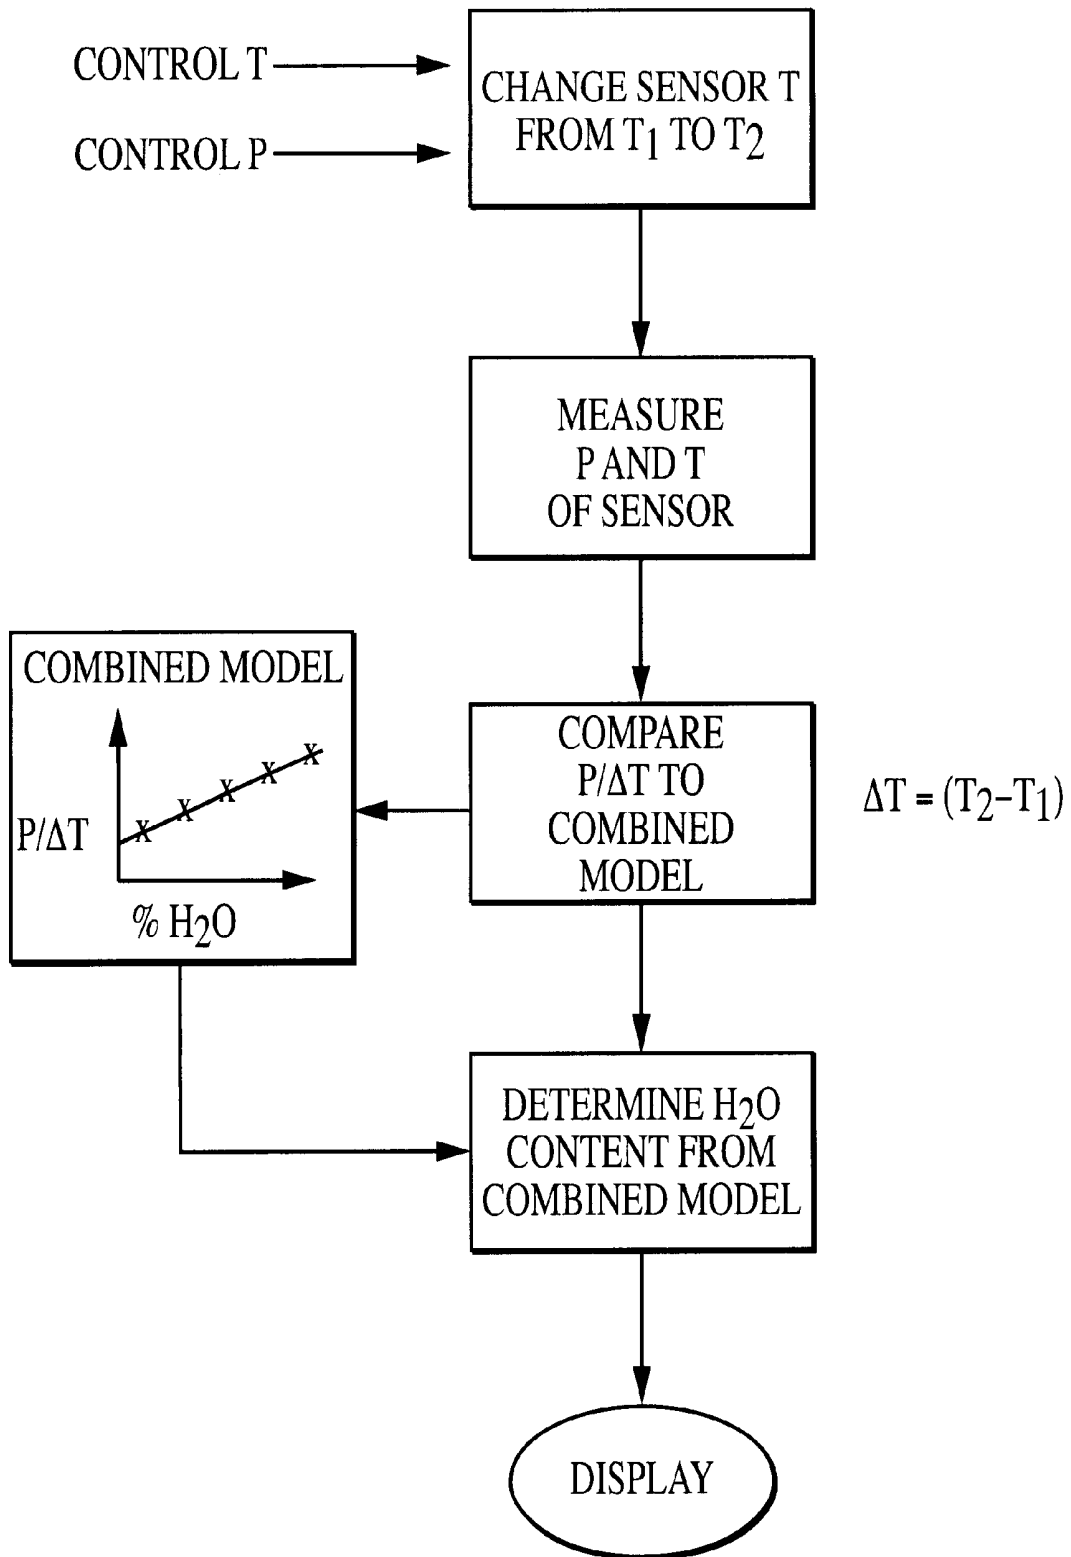 CONTROL T
CONTROL P
CHANGE SENSOR T
FROM T1 TO T2
MEASURE
P AND T
OF SENSOR
COMBINED MODEL
P/ΔT
% H2O
X X X X X
COMPARE
P/ΔT TO
COMBINED
MODEL
ΔT = (T2–T1)
DETERMINE H2O
CONTENT FROM
COMBINED MODEL
DISPLAY